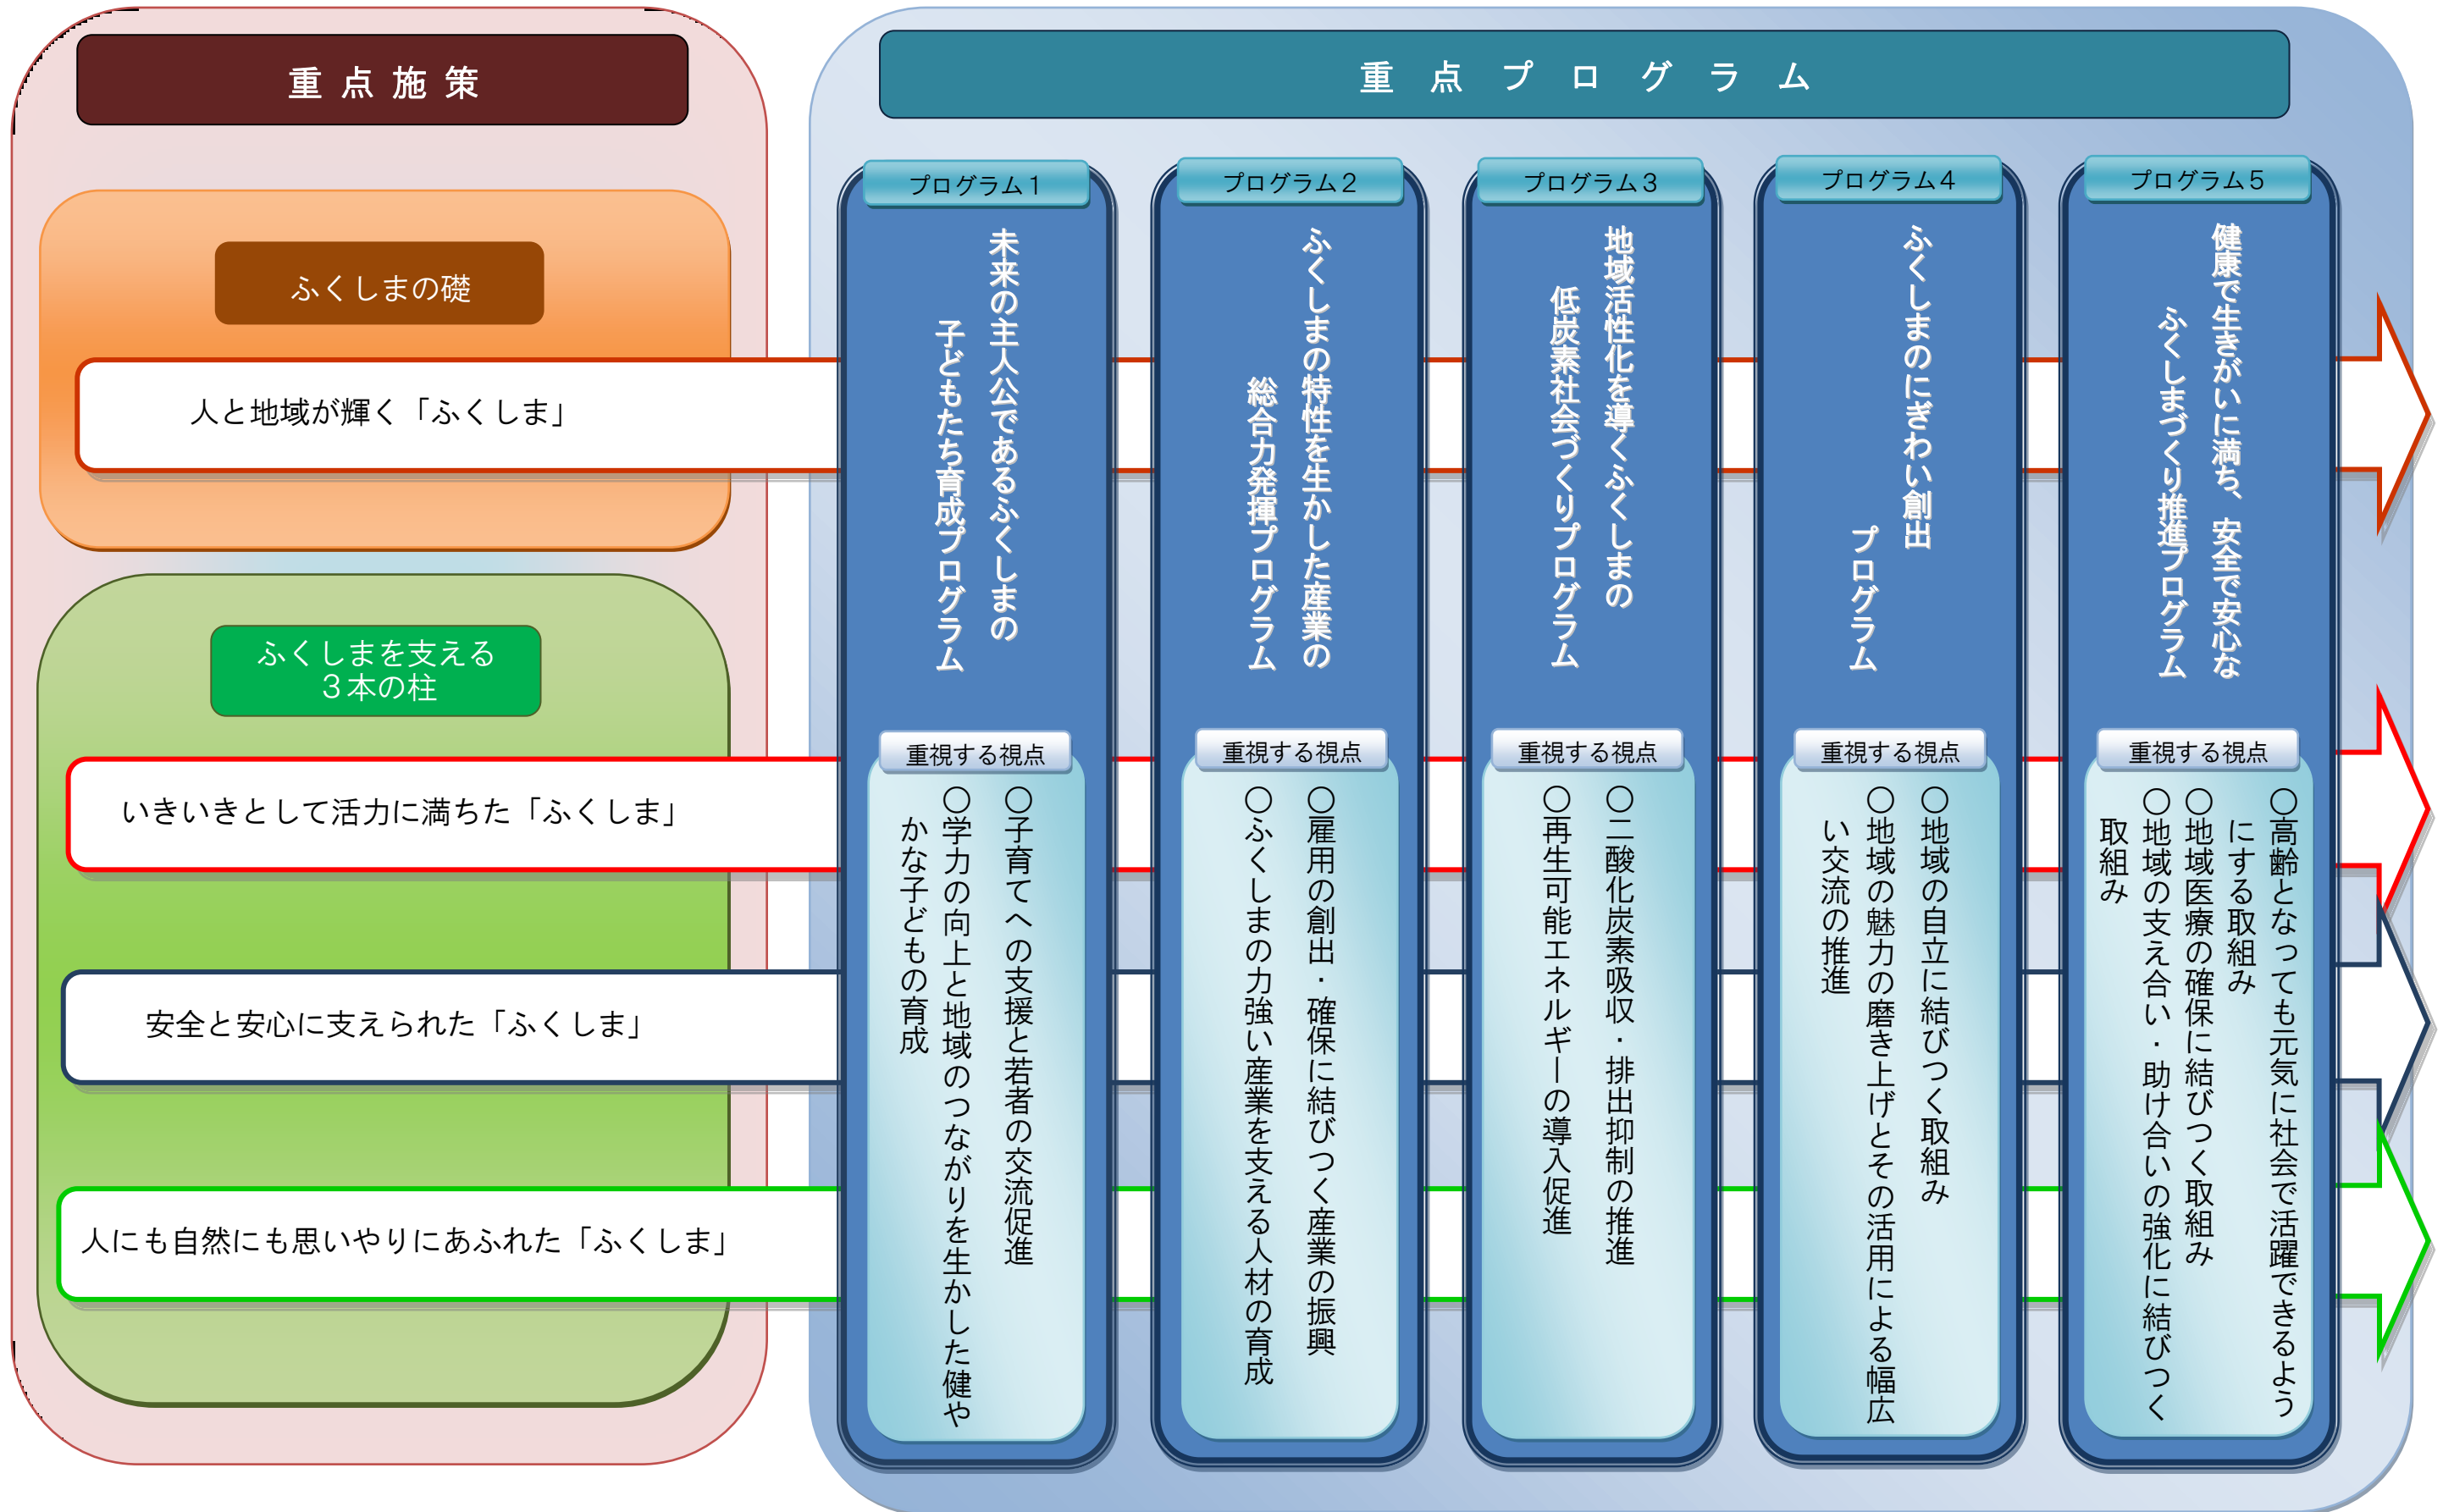 重点施策
ふくしまの礎
人と地域が輝く「ふくしま」
ふくしまを支える
３本の柱
いきいきとして活力に満ちた「ふくしま」
安全と安心に支えられた「ふくしま」
人にも自然にも思いやりにあふれた「ふくしま」
重点プログラム
プログラム１
未来の主人公であるふくしまの
子どもたち育成プログラム
重視する視点
○子育てへの支援と若者の交流促進
○学力の向上と地域のつながりを生かした健や
かな子どもの育成
プログラム２
ふくしまの特性を生かした産業の
総合力発揮プログラム
重視する視点
○雇用の創出・確保に結びつく産業の振興
○ふくしまの力強い産業を支える人材の育成
プログラム３
地域活性化を導くふくしまの
低炭素社会づくりプログラム
重視する視点
○二酸化炭素吸収・排出抑制の推進
○再生可能エネルギーの導入促進
プログラム４
ふくしまのにぎわい創出
プログラム
重視する視点
○地域の自立に結びつく取組み
○地域の魅力の磨き上げとその活用による幅広
い交流の推進
プログラム５
健康で生きがいに満ち、安全で安心な
ふくしまづくり推進プログラム
重視する視点
○高齢となっても元気に社会で活躍できるよう
にする取組み
○地域医療の確保に結びつく取組み
○地域の支え合い・助け合いの強化に結びつく
取組み